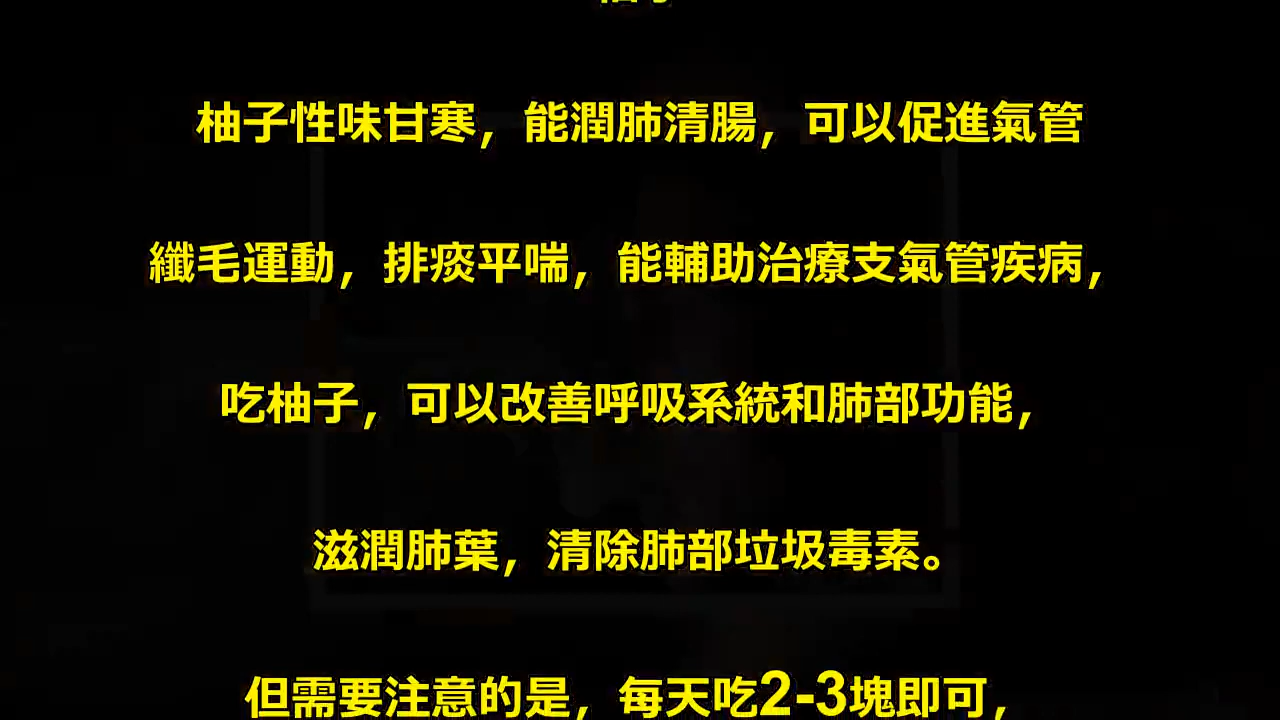 柚子性味甘寒，能潤肺清腸，可以促進氣管
纖毛運動，排痰平喘，能輔助治療支氣管疾病，
吃柚子，可以改善呼吸系統和肺部功能，
滋潤肺葉，清除肺部垃圾毒素。
但需要注意的是，每天吃2-3塊即可，